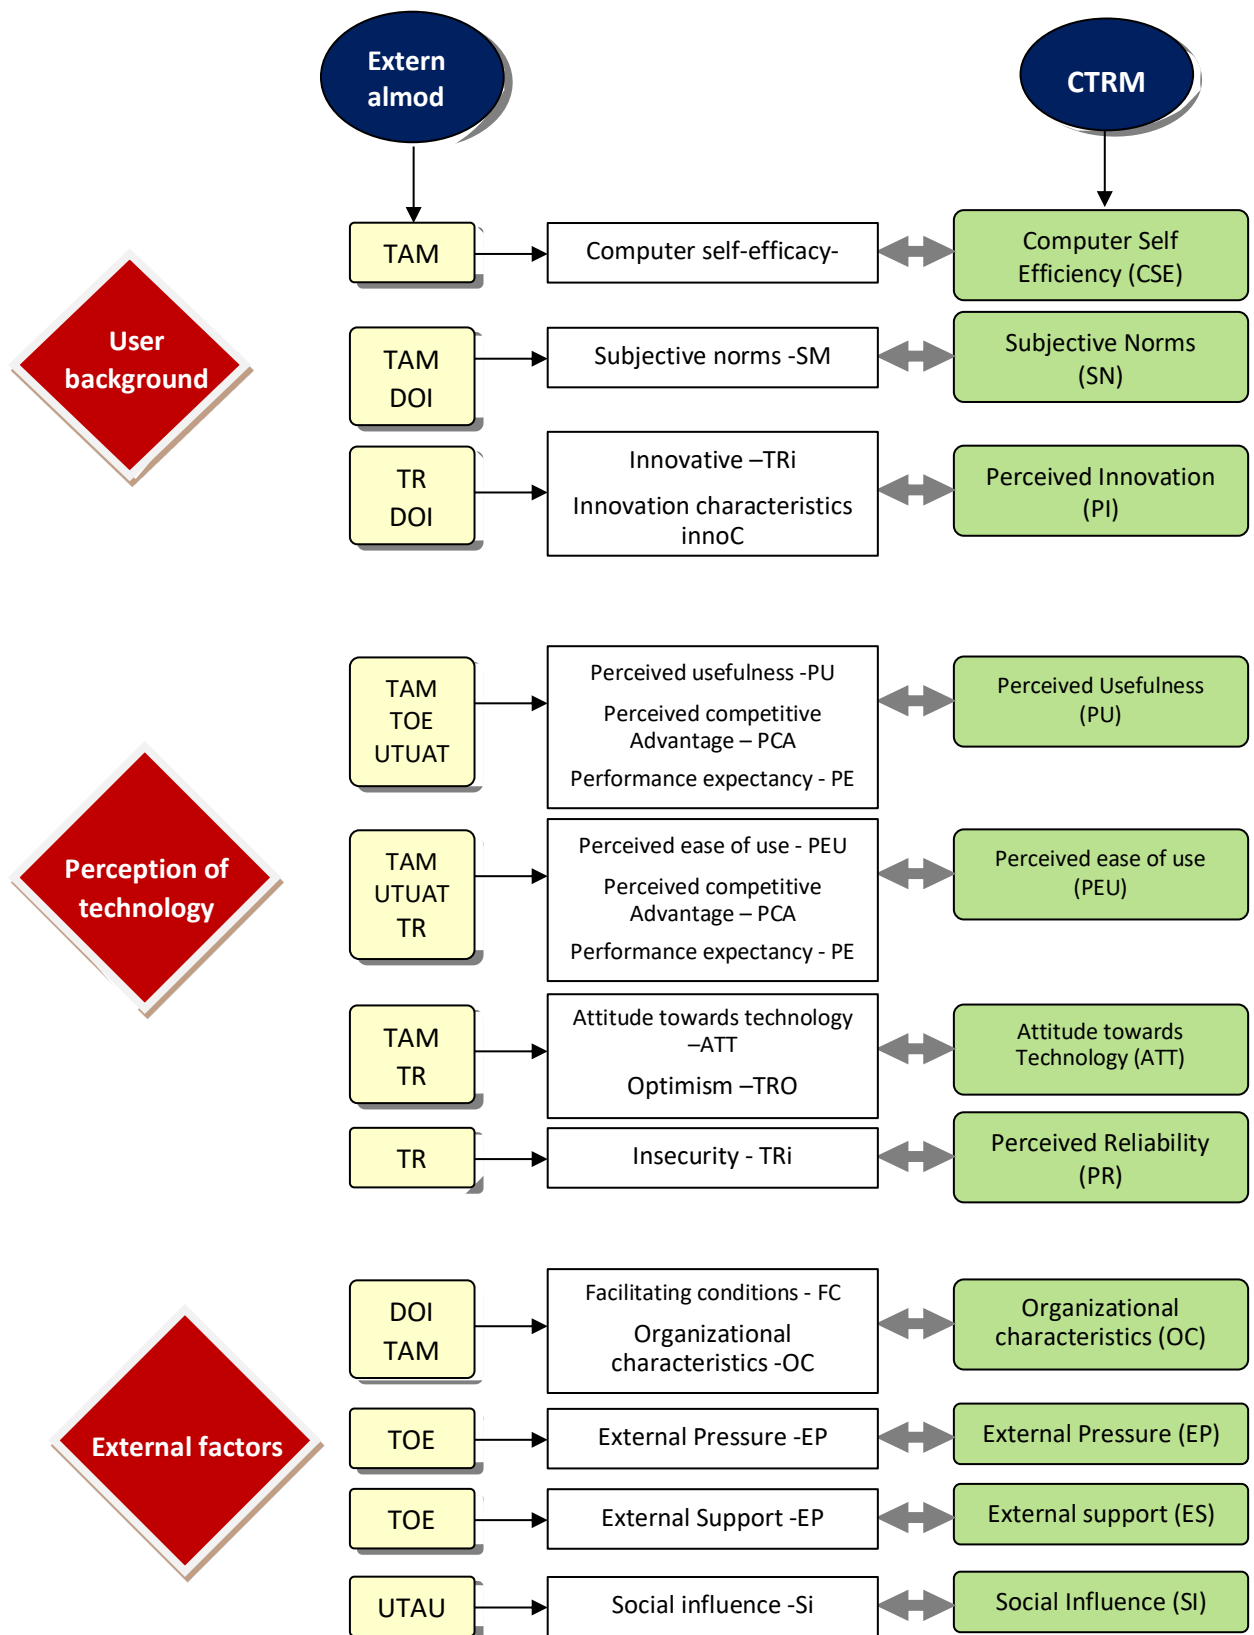 Extern
almod
CTRM
User
background
TAM
Computer self-efficacy-
Computer Self
Efficiency (CSE)
TAM
DOI
Subjective norms -SM
Subjective Norms
(SN)
TR
DOI
Innovative –TRi
Innovation characteristics
innoC
Perceived Innovation
(PI)
Perception of
technology
TAM
TOE
UTUAT
Perceived usefulness -PU
Perceived competitive
Advantage – PCA
Performance expectancy - PE
Perceived Usefulness
(PU)
TAM
UTUAT
TR
Perceived ease of use - PEU
Perceived competitive
Advantage – PCA
Performance expectancy - PE
Perceived ease of use
(PEU)
TAM
TR
Attitude towards technology
–ATT
Optimism –TRO
Attitude towards
Technology (ATT)
TR
Insecurity - TRi
Perceived Reliability
(PR)
External factors
DOI
TAM
Facilitating conditions - FC
Organizational
characteristics -OC
Organizational
characteristics (OC)
TOE
External Pressure -EP
External Pressure (EP)
TOE
External Support -EP
External support (ES)
UTAU
Social influence -Si
Social Influence (SI)